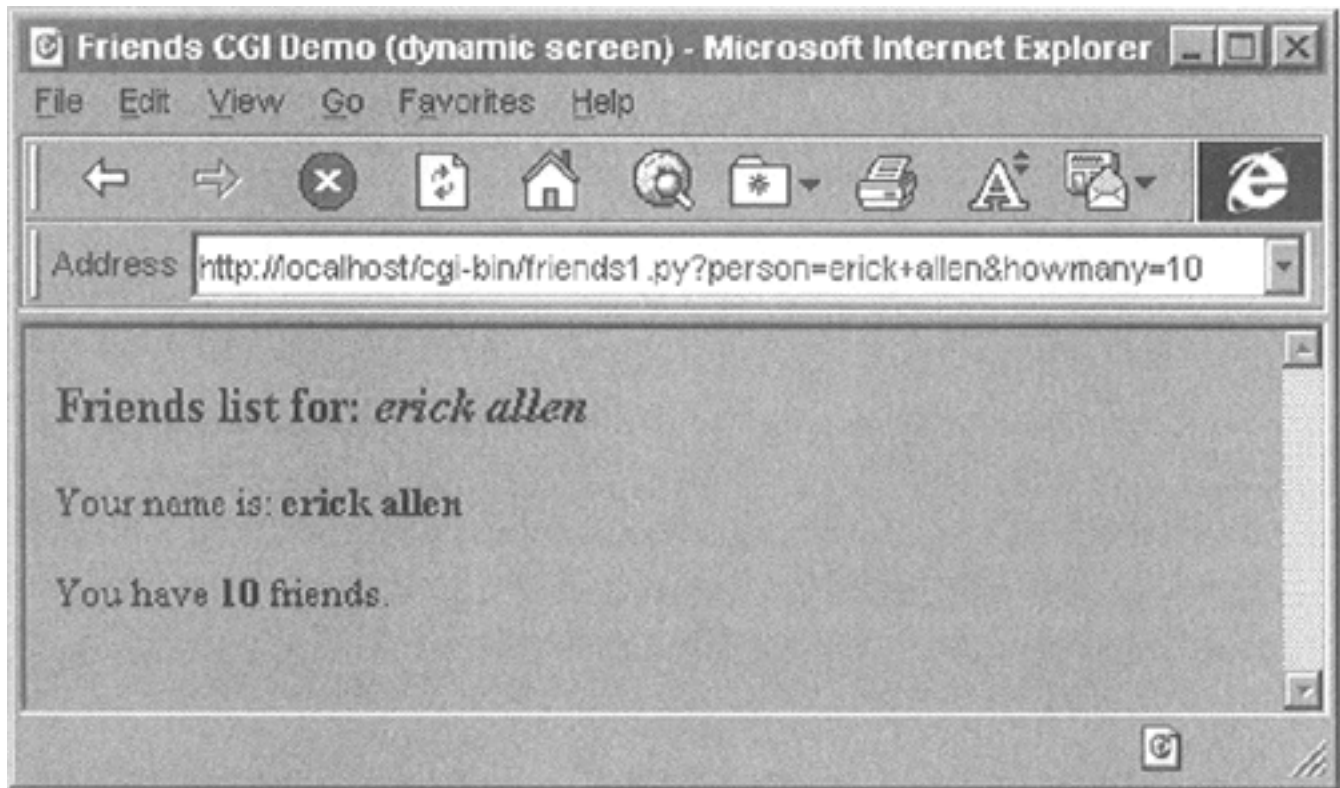 Friends CGI Demo (dynamic screen) - Microsoft Internet Explorer
File Edit View Go Favorites Help
Address http://localhost/cgi-bin/friends1.py?person=erick+allen&howmany=10
Friends list for: erick allen
Your name is: erick allen
You have 10 friends.